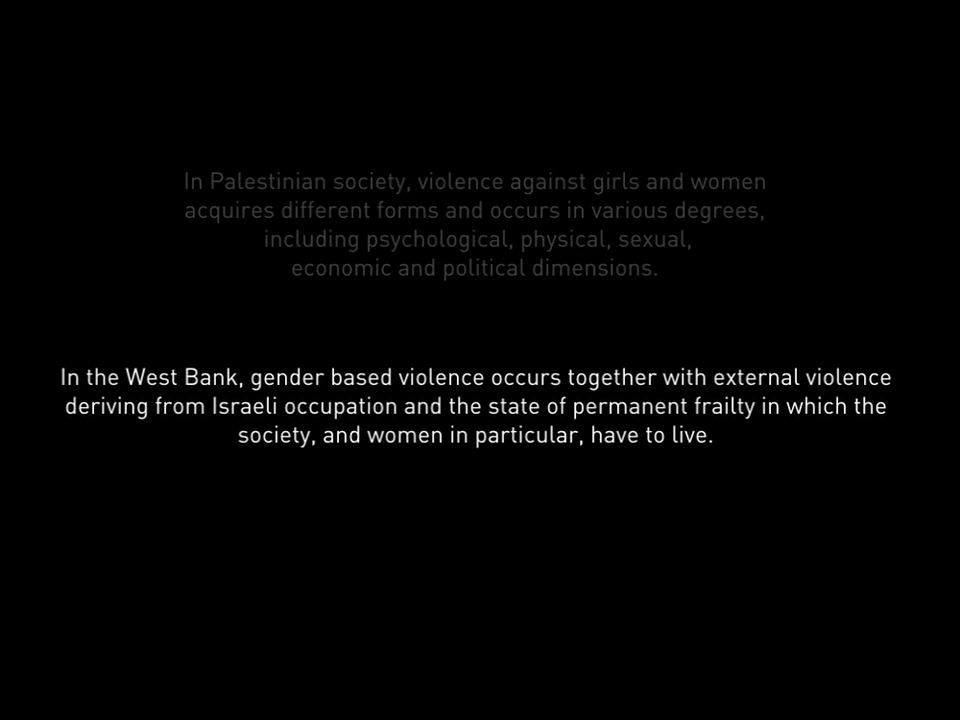 In Palestinian society, violence against girls and women
acquires different forms and occurs in various degrees,
including psychological, physical, sexual,
economic and political dimensions.
In the West Bank, gender based violence occurs together with external violence
deriving from Israeli occupation and the state of permanent frailty in which the
society, and women in particular, have to live.